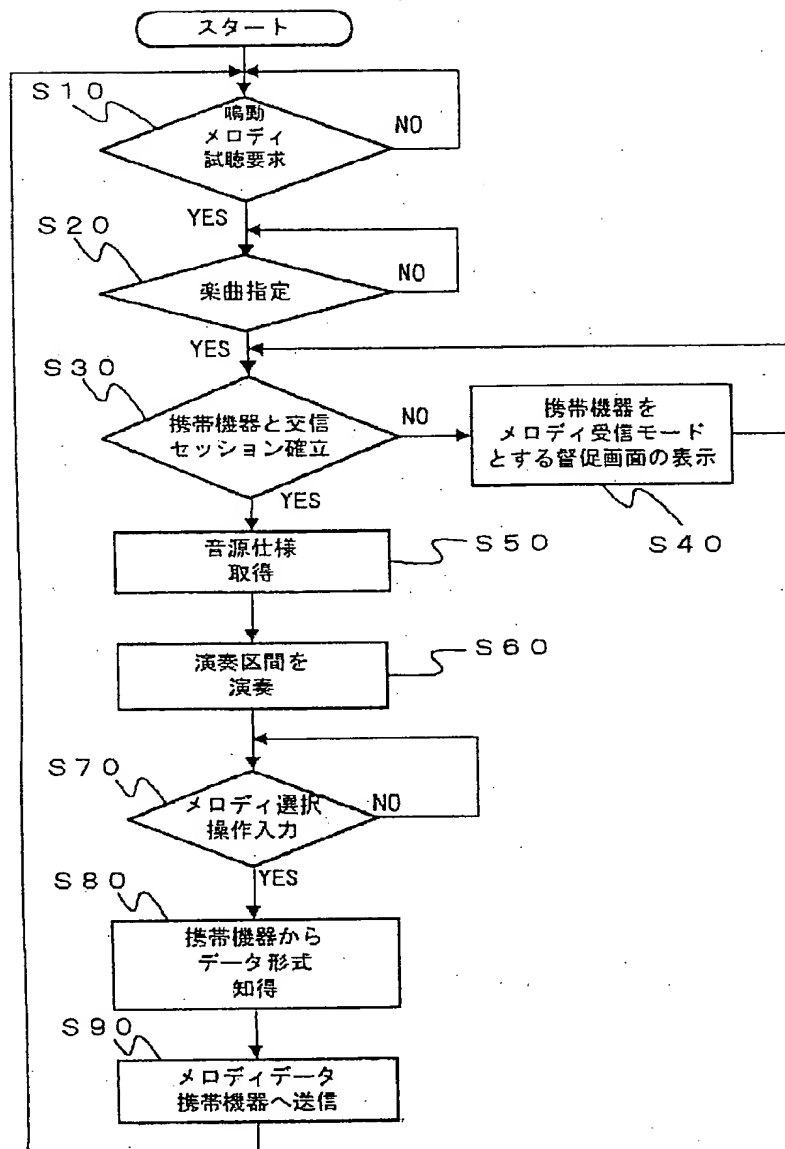 スタート
S10
鳴動
メロディ
試聴要求
NO
YES
S20
楽曲指定
NO
YES
S30
携帯機器と交信
セッション確立
NO
携帯機器を
メロディ受信モード
とする督促画面の表示
S40
YES
音源仕様
取得
S50
演奏区間を
演奏
S60
S70
メロディ選択
操作入力
NO
YES
S80
携帯機器から
データ形式
知得
S90
メロディデータ
携帯機器へ送信